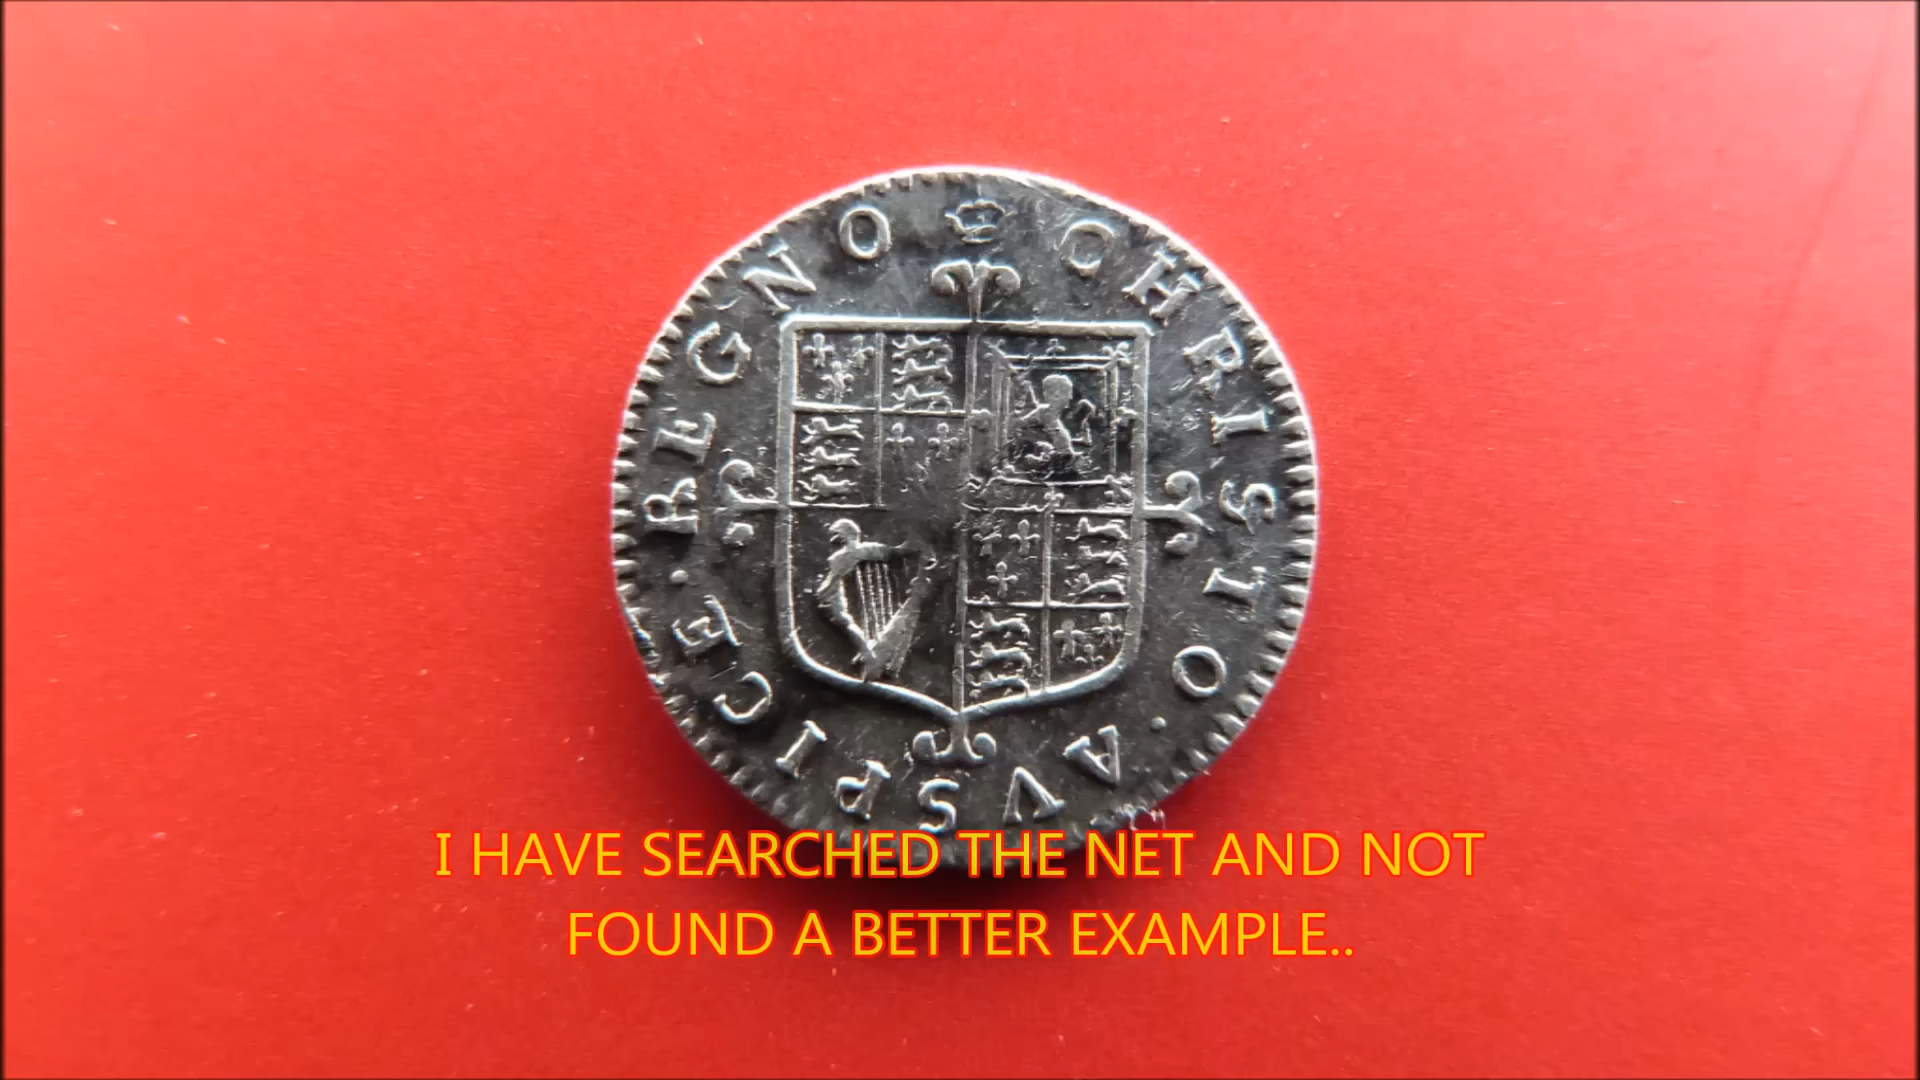 CHRISTO · AVSPICE · REGNO
I HAVE SEARCHED THE NET AND NOT
FOUND A BETTER EXAMPLE..